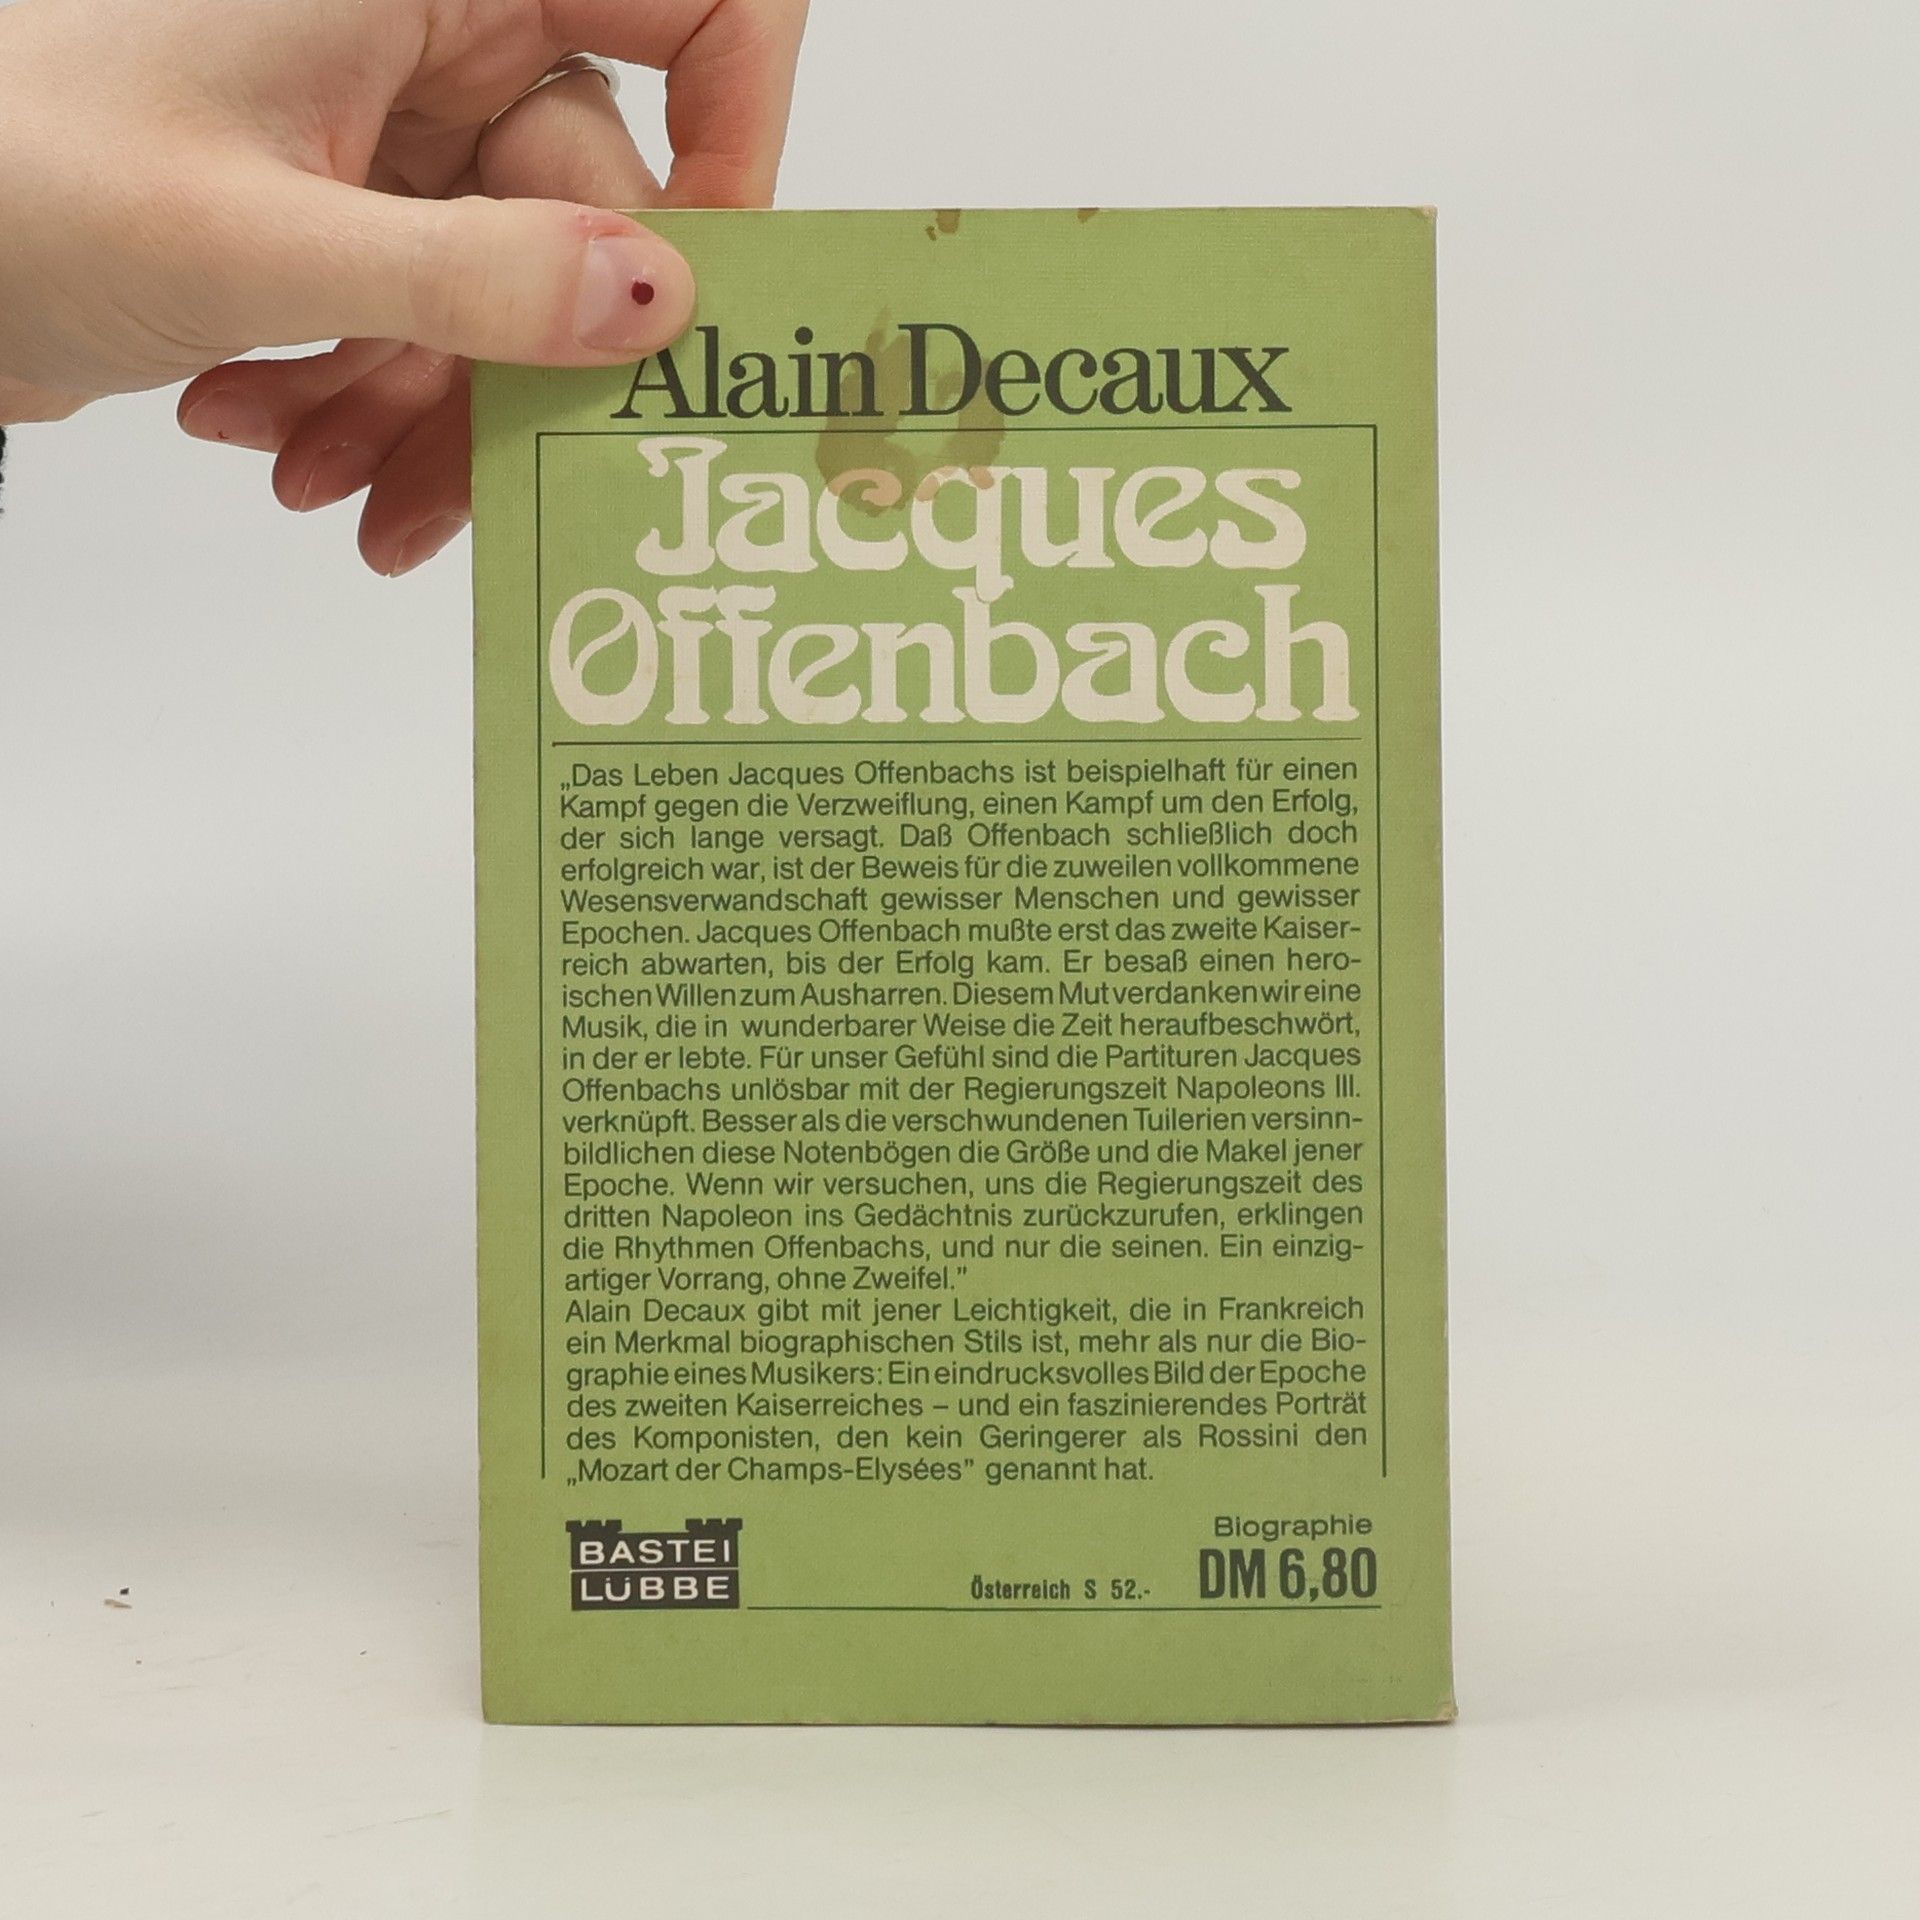 Alain Decaux
Jacques
Offenbach
„Das Leben Jacques Offenbachs ist beispielhaft für einen
Kampf gegen die Verzweiflung, einen Kampf um den Erfolg,
der sich lange versagt. Daß Offenbach schließlich doch
erfolgreich war, ist der Beweis für die zuweilen vollkommene
Wesensverwandschaft gewisser Menschen und gewisser
Epochen. Jacques Offenbach mußte erst das zweite Kaiser-
reich abwarten, bis der Erfolg kam. Er besaß einen hero-
ischen Willen zum Ausharren. Diesem Mut verdanken wir eine
Musik, die in wunderbarer Weise die Zeit heraufbeschwört,
in der er lebte. Für unser Gefühl sind die Partituren Jacques
Offenbachs unlösbar mit der Regierungszeit Napoleons III.
verknüpft. Besser als die verschwundenen Tuilerien versinn-
bildlichen diese Notenbögen die Größe und die Makel jener
Epoche. Wenn wir versuchen, uns die Regierungszeit des
dritten Napoleon ins Gedächtnis zurückzurufen, erklingen
die Rhythmen Offenbachs, und nur die seinen. Ein einzig-
artiger Vorrang, ohne Zweifel.”
Alain Decaux gibt mit jener Leichtigkeit, die in Frankreich
ein Merkmal biographischen Stils ist, mehr als nur die Bio-
graphie eines Musikers: Ein eindrucksvolles Bild der Epoche
des zweiten Kaiserreiches – und ein faszinierendes Porträt
des Komponisten, den kein Geringerer als Rossini den
„Mozart der Champs-Elysées” genannt hat.
BASTEI
LÜBBE
Biographie
Österreich S 52.- DM 6,80